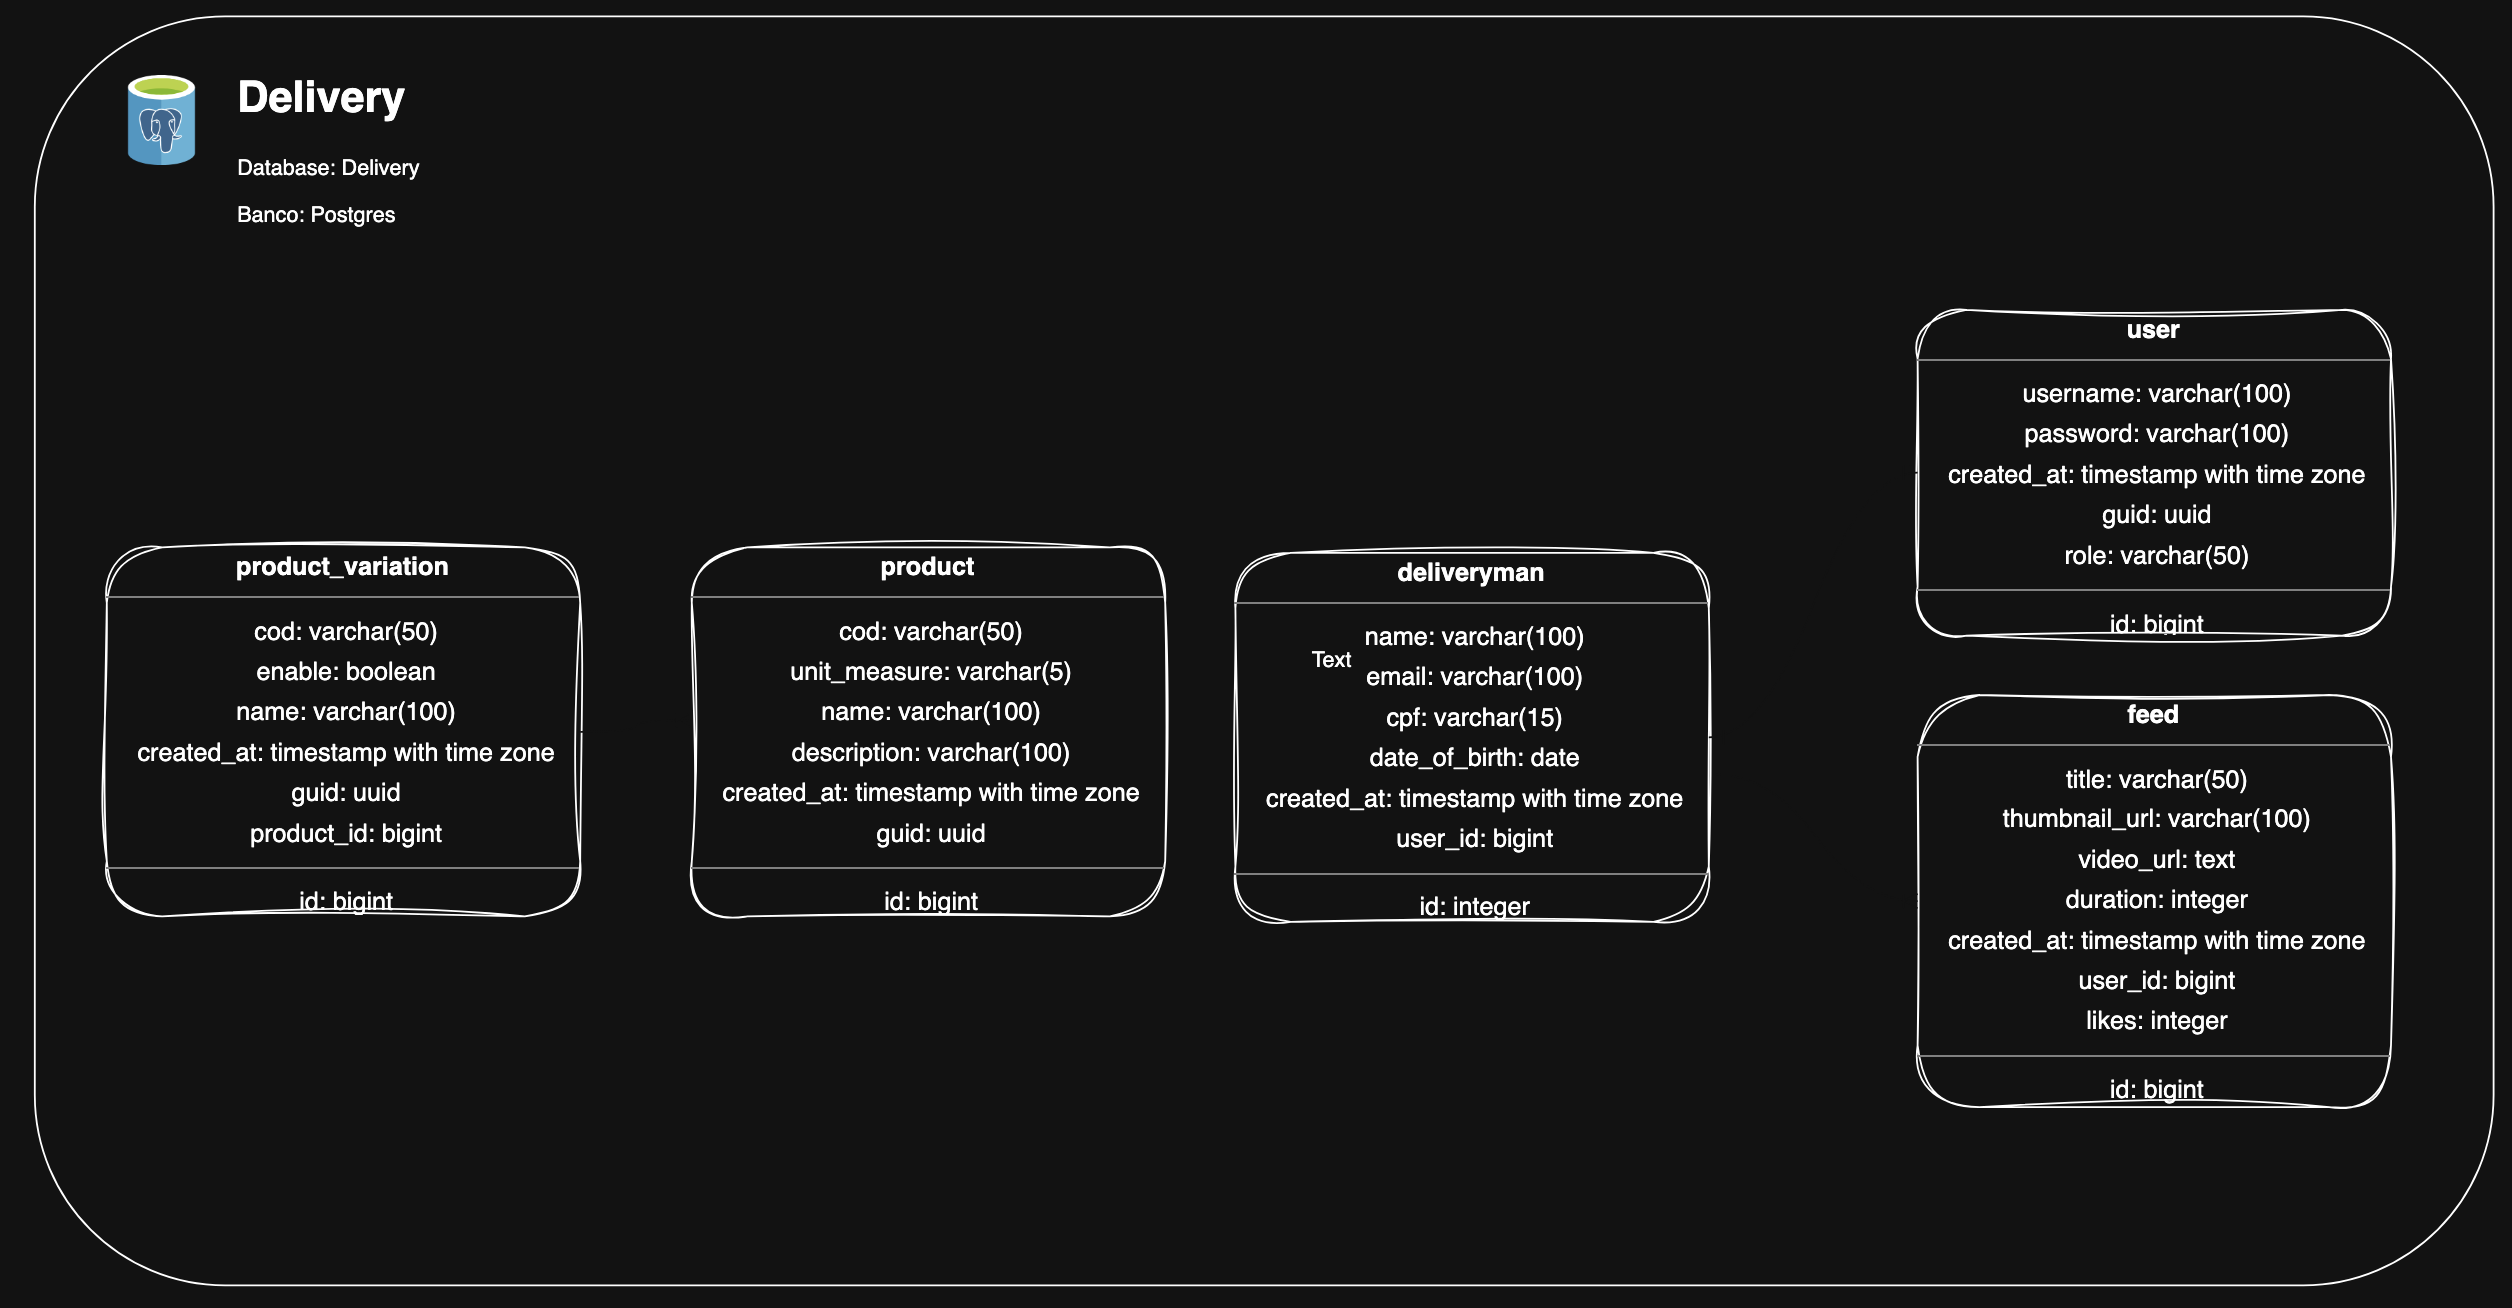 Delivery
Database: Delivery
Banco: Postgres
product_variation
cod: varchar(50)
enable: boolean
name: varchar(100)
created_at: timestamp with time zone
guid: uuid
product_id: bigint
id: bigint
product
cod: varchar(50)
unit_measure: varchar(5)
name: varchar(100)
description: varchar(100)
created_at: timestamp with time zone
guid: uuid
id: bigint
deliveryman
name: varchar(100)
Text
email: varchar(100)
cpf: varchar(15)
date_of_birth: date
created_at: timestamp with time zone
user_id: bigint
id: integer
user
username: varchar(100)
password: varchar(100)
created_at: timestamp with time zone
guid: uuid
role: varchar(50)
id: bigint
feed
title: varchar(50)
thumbnail_url: varchar(100)
video_url: text
duration: integer
created_at: timestamp with time zone
user_id: bigint
likes: integer
id: bigint